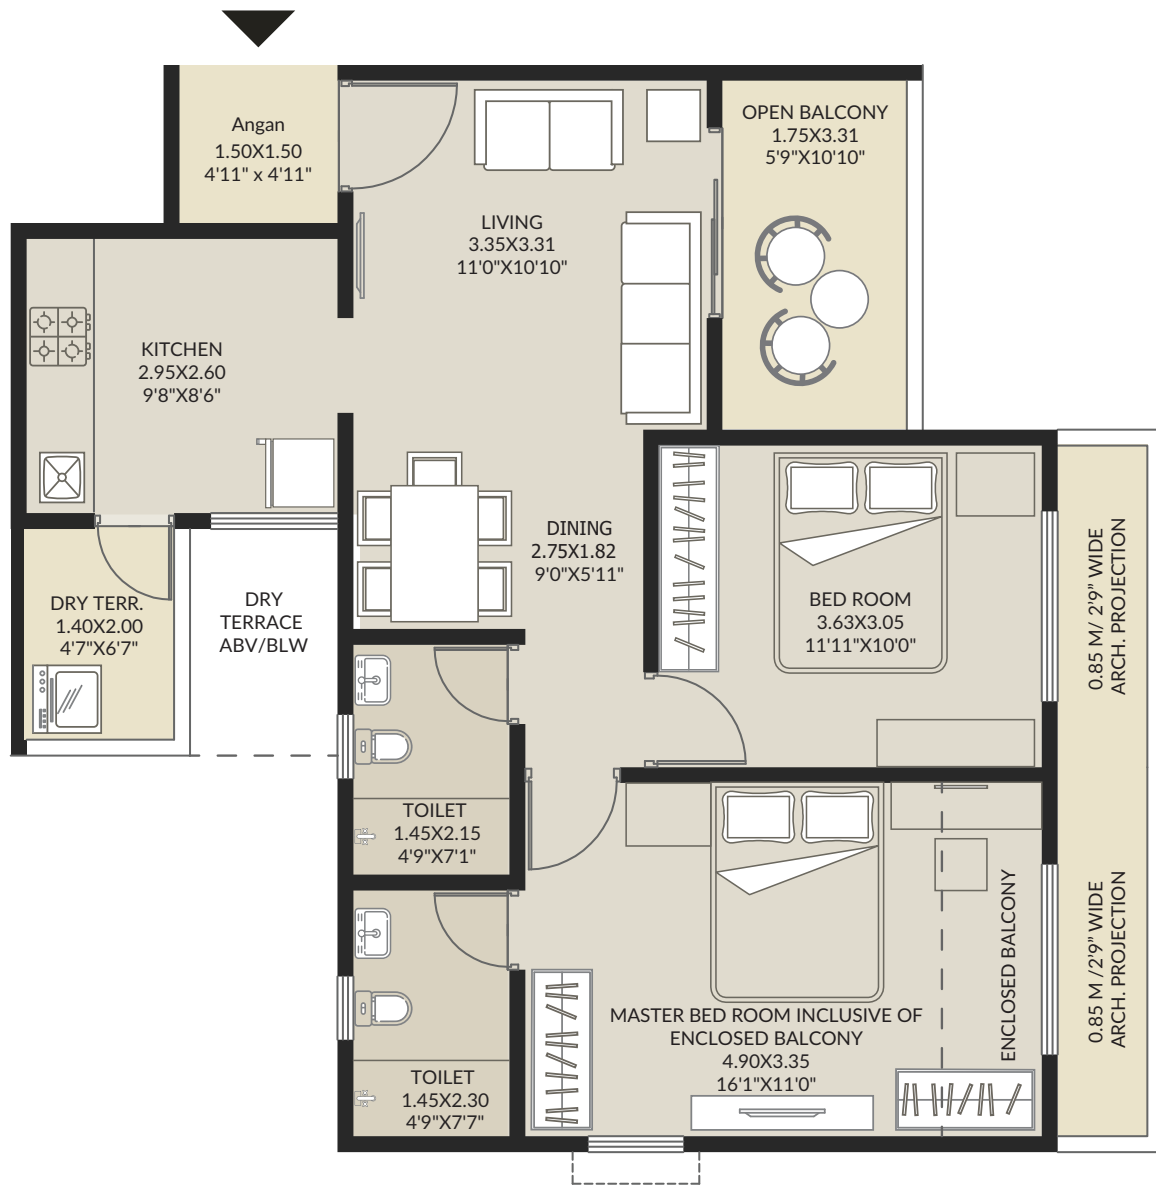 Angan
1.50X1.50
4'11" x 4'11"
OPEN BALCONY
1.75X3.31
5'9"X10'10"
LIVING
3.35X3.31
11'0"X10'10"
KITCHEN
2.95X2.60
9'8"X8'6"
DINING
2.75X1.82
9'0"X5'11"
DRY TERR.
1.40X2.00
4'7"X6'7"
DRY
TERRACE
ABV/BLW
BED ROOM
3.63X3.05
11'11"X10'0"
0.85 M/ 2'9" WIDE
ARCH. PROJECTION
TOILET
1.45X2.15
4'9"X7'1"
ENCLOSED BALCONY
0.85 M /2'9" WIDE
ARCH. PROJECTION
MASTER BED ROOM INCLUSIVE OF
ENCLOSED BALCONY
4.90X3.35
16'1"X11'0"
TOILET
1.45X2.30
4'9"X7'7"